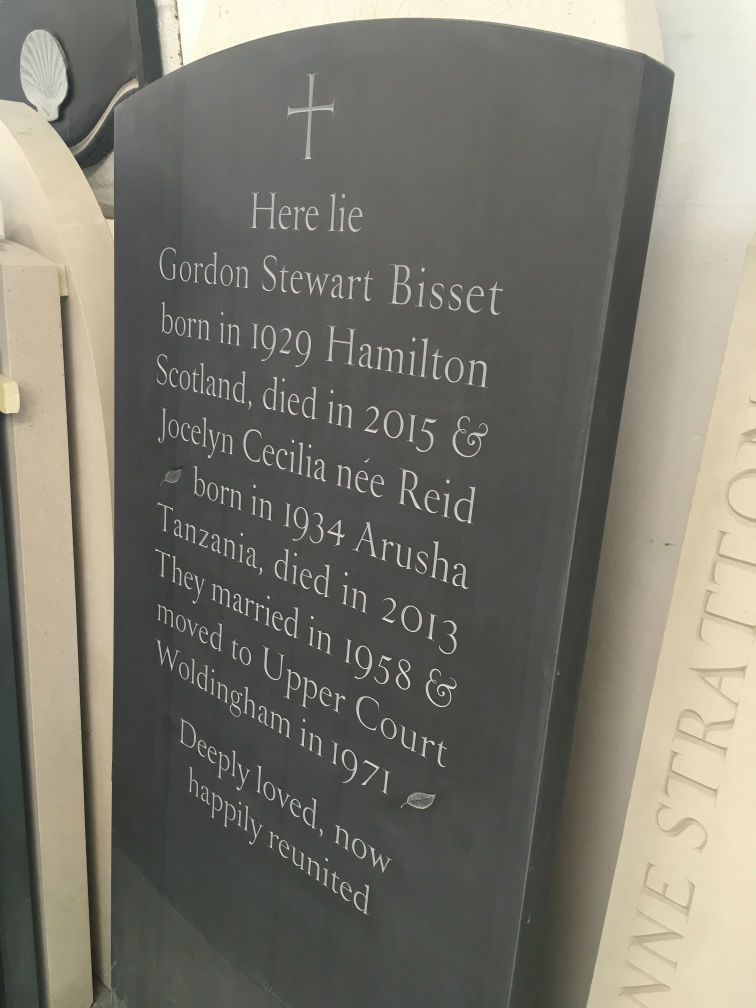 Here lie
Gordon Stewart Bisset
born in 1929 Hamilton
Scotland, died in 2015 &
Jocelyn Cecilia née Reid
born in 1934 Arusha
Tanzania, died in 2013
They married in 1958 &
moved to Upper Court
Woldingham in 1971
Deeply loved, now
happily reunited
NNE STRATTON